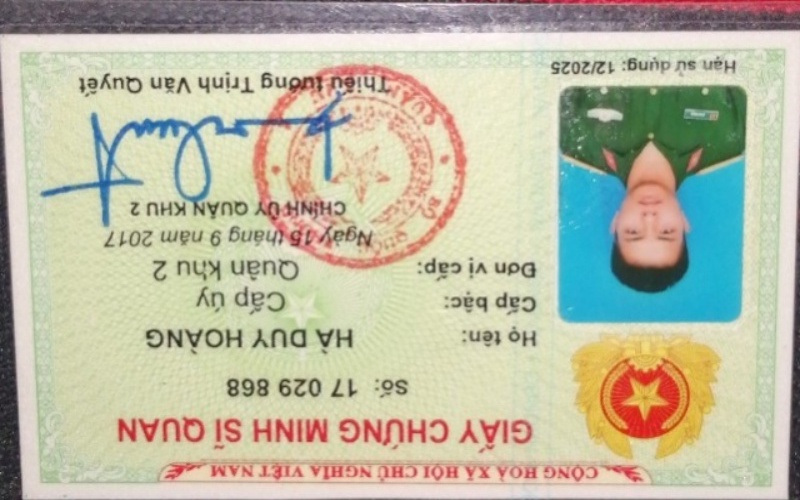 CỘNG HOÀ XÃ HỘI CHỦ NGHĨA VIỆT NAM
GIẤY CHỨNG MINH SĨ QUAN
Số: 17 029 868
Họ tên: HÀ DUY HOÀNG
Cấp bậc: Cấp úy
Đơn vị cấp: Quân khu 2
Ngày 15 tháng 9 năm 2017
CHÍNH ỦY QUÂN KHU 2
Thiếu tướng Trịnh Văn Quyết
Hạn sử dụng: 12/2025